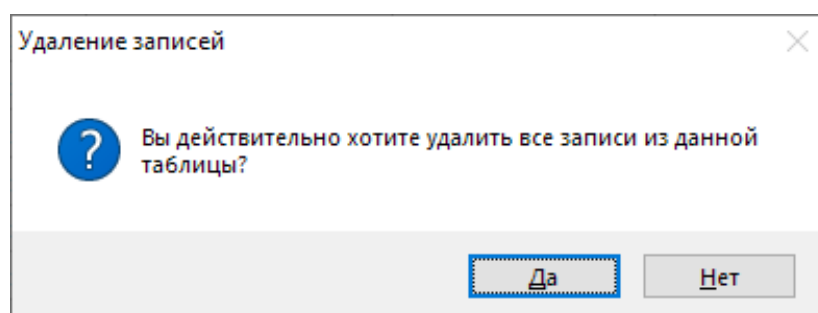 Удаление записей
Вы действительно хотите удалить все записи из данной
таблицы?
Да
Нет